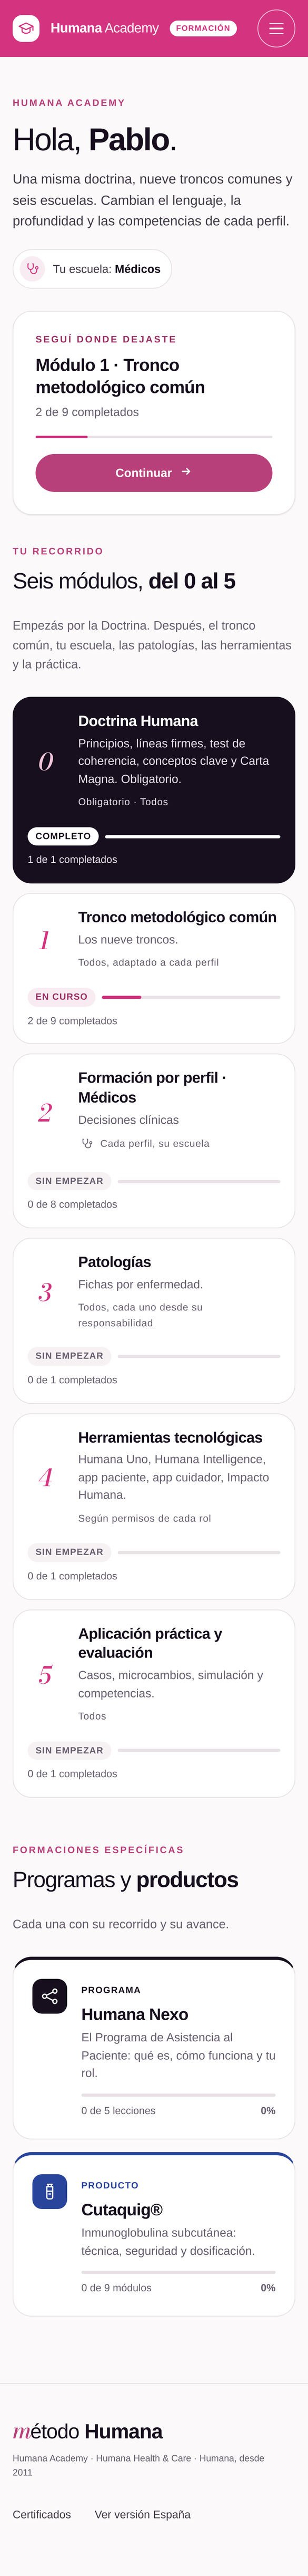 Humana Academy FORMACIÓN
HUMANA ACADEMY
Hola, Pablo.
Una misma doctrina, nueve troncos comunes y
seis escuelas. Cambian el lenguaje, la
profundidad y las competencias de cada perfil.
Tu escuela: Médicos
SEGUÍ DONDE DEJASTE
Módulo 1 · Tronco
metodológico común
2 de 9 completados
Continuar →
TU RECORRIDO
Seis módulos, del 0 al 5
Empezás por la Doctrina. Después, el tronco
común, tu escuela, las patologías, las herramientas
y la práctica.
0
Doctrina Humana
Principios, líneas firmes, test de
coherencia, conceptos clave y Carta
Magna. Obligatorio.
Obligatorio · Todos
COMPLETO
1 de 1 completados
1
Tronco metodológico común
Los nueve troncos.
Todos, adaptado a cada perfil
EN CURSO
2 de 9 completados
2
Formación por perfil ·
Médicos
Decisiones clínicas
Cada perfil, su escuela
SIN EMPEZAR
0 de 8 completados
3
Patologías
Fichas por enfermedad.
Todos, cada uno desde su
responsabilidad
SIN EMPEZAR
0 de 1 completados
4
Herramientas tecnológicas
Humana Uno, Humana Intelligence,
app paciente, app cuidador, Impacto
Humana.
Según permisos de cada rol
SIN EMPEZAR
0 de 1 completados
5
Aplicación práctica y
evaluación
Casos, microcambios, simulación y
competencias.
Todos
SIN EMPEZAR
0 de 1 completados
FORMACIONES ESPECÍFICAS
Programas y productos
Cada una con su recorrido y su avance.
PROGRAMA
Humana Nexo
El Programa de Asistencia al
Paciente: qué es, cómo funciona y tu
rol.
0 de 5 lecciones 0%
PRODUCTO
Cutaquig®
Inmunoglobulina subcutánea:
técnica, seguridad y dosificación.
0 de 9 módulos 0%
método Humana
Humana Academy · Humana Health & Care · Humana, desde
2011
Certificados Ver versión España